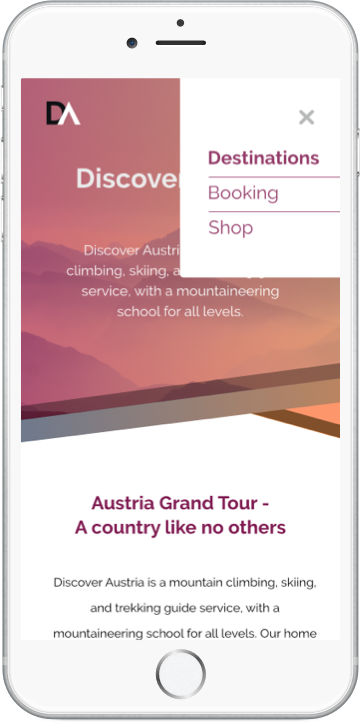 DA
Destinations
Booking
Shop
Discover
Discover
climbing, skiing,
service, with a mountaineering
school for all levels.
Austria Grand Tour -
A country like no others
Discover Austria is a mountain climbing, skiing,
and trekking guide service, with a
mountaineering school for all levels. Our home